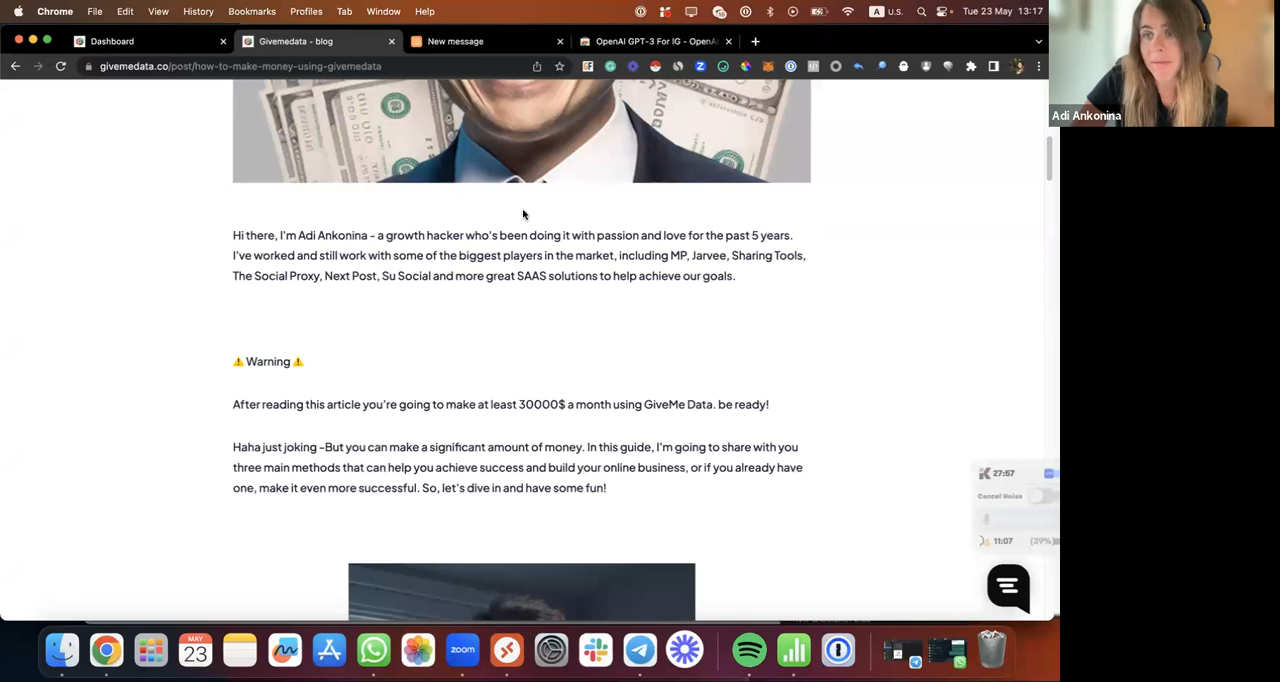 Chrome File Edit View History Bookmarks Profiles Tab Window Help
A U.S. Tue 23 May 13:17
Dashboard
Givemedata - blog
New message
OpenAI GPT-3 For IG - OpenA
givemedata.co/post/how-to-make-money-using-givemedata
Adi Ankonina
Hi there, I'm Adi Ankonina - a growth hacker who's been doing it with passion and love for the past 5 years.
I've worked and still work with some of the biggest players in the market, including MP, Jarvee, Sharing Tools,
The Social Proxy, Next Post, Su Social and more great SAAS solutions to help achieve our goals.
⚠️ Warning ⚠️
After reading this article you're going to make at least 30000$ a month using GiveMe Data. be ready!
Haha just joking -But you can make a significant amount of money. In this guide, I'm going to share with you
three main methods that can help you achieve success and build your online business, or if you already have
one, make it even more successful. So, let's dive in and have some fun!
27:57
Cancel Noise
11:07 (39%)
MAY
23
zoom